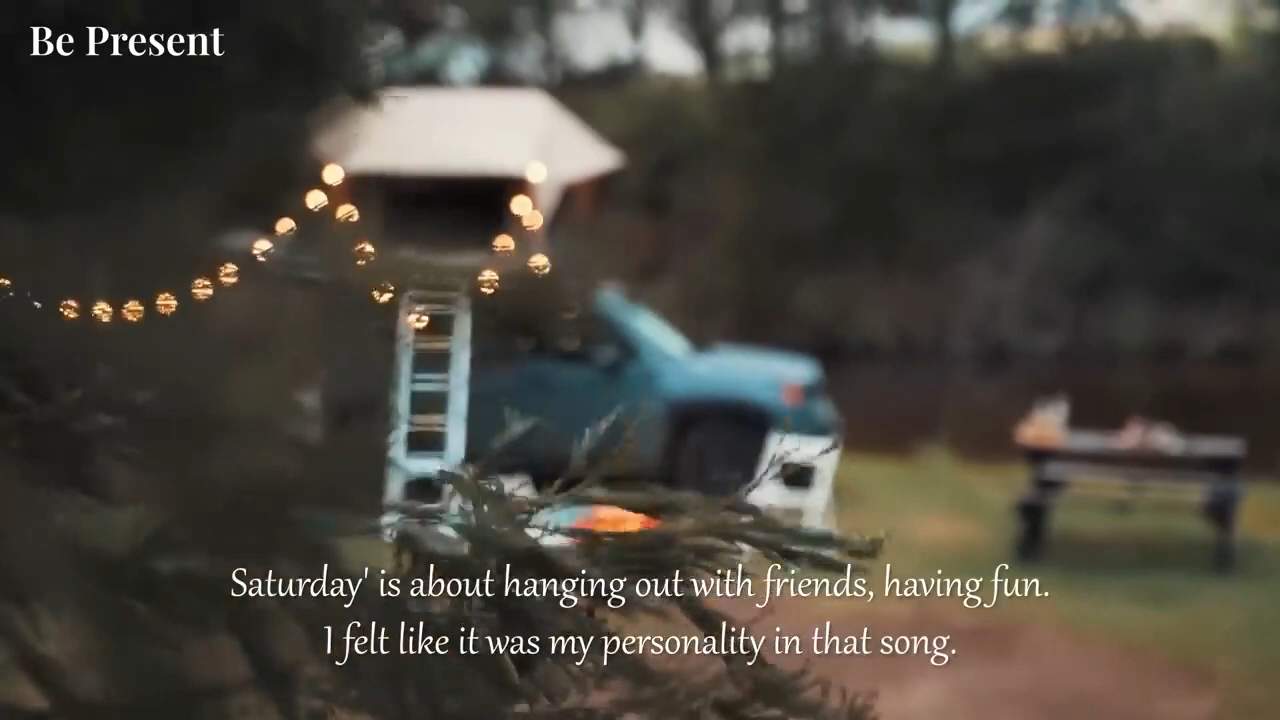 Be Present
Saturday' is about hanging out with friends, having fun.
I felt like it was my personality in that song.